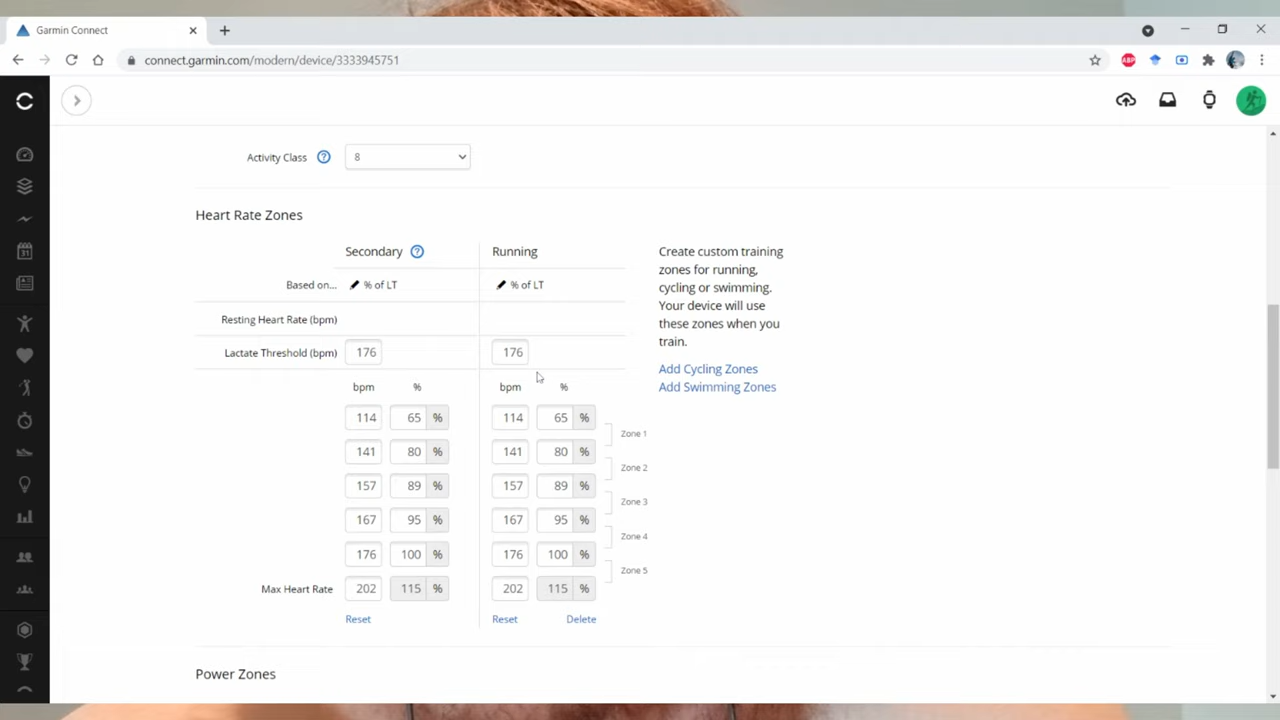 Garmin Connect
connect.garmin.com/modern/device/3333945751
ABP
Activity Class ? 8
Heart Rate Zones
Secondary ? Running
Based on... % of LT % of LT
Resting Heart Rate (bpm)
Lactate Threshold (bpm) 176 176
bpm % bpm %
114 65 % 114 65 %
Zone 1
141 80 % 141 80 %
Zone 2
157 89 % 157 89 %
Zone 3
167 95 % 167 95 %
Zone 4
176 100 % 176 100 %
Zone 5
Max Heart Rate 202 115 % 202 115 %
Reset Reset Delete
Create custom training
zones for running,
cycling or swimming.
Your device will use
these zones when you
train.
Add Cycling Zones
Add Swimming Zones
Power Zones
31